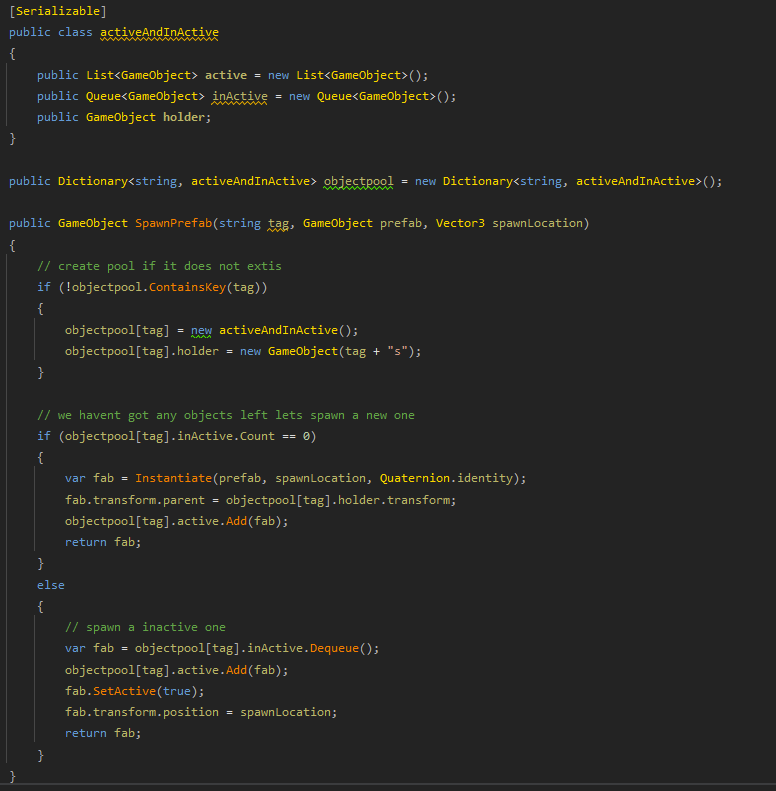 [Serializable]
public class activeAndInActive
{
    public List<GameObject> active = new List<GameObject>();
    public Queue<GameObject> inActive = new Queue<GameObject>();
    public GameObject holder;
}

public Dictionary<string, activeAndInActive> objectpool = new Dictionary<string, activeAndInActive>();

public GameObject SpawnPrefab(string tag, GameObject prefab, Vector3 spawnLocation)
{
    // create pool if it does not extis
    if (!objectpool.ContainsKey(tag))
    {
        objectpool[tag] = new activeAndInActive();
        objectpool[tag].holder = new GameObject(tag + "s");
    }

    // we havent got any objects left lets spawn a new one
    if (objectpool[tag].inActive.Count == 0)
    {
        var fab = Instantiate(prefab, spawnLocation, Quaternion.identity);
        fab.transform.parent = objectpool[tag].holder.transform;
        objectpool[tag].active.Add(fab);
        return fab;
    }
    else
    {
        // spawn a inactive one
        var fab = objectpool[tag].inActive.Dequeue();
        objectpool[tag].active.Add(fab);
        fab.SetActive(true);
        fab.transform.position = spawnLocation;
        return fab;
    }
}